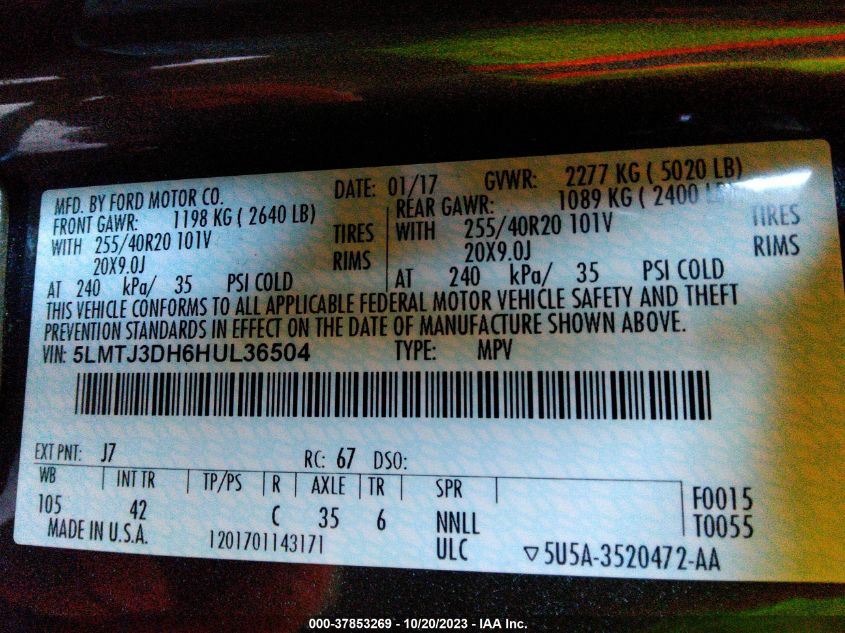 MFD. BY FORD MOTOR CO. DATE: 01/17 GVWR: 2277 KG ( 5020 LB)
FRONT GAWR: 1198 KG ( 2640 LB) REAR GAWR: 1089 KG ( 2400 LB)
WITH 255/40R20 101V TIRES WITH 255/40R20 101V TIRES
20X9.0J RIMS 20X9.0J RIMS
AT 240 kPa/ 35 PSI COLD AT 240 kPa/ 35 PSI COLD
THIS VEHICLE CONFORMS TO ALL APPLICABLE FEDERAL MOTOR VEHICLE SAFETY AND THEFT
PREVENTION STANDARDS IN EFFECT ON THE DATE OF MANUFACTURE SHOWN ABOVE.
VIN: 5LMTJ3DH6HUL36504 TYPE: MPV
EXT PNT: J7 RC: 67 DSO:
WB INT TR TP/PS R AXLE TR SPR
105 42 C 35 6 NNLL F0015
T0055
MADE IN U.S.A. 1201701143171 ULC ▽5U5A-3520472-AA
000-37853269 - 10/20/2023 - IAA Inc.